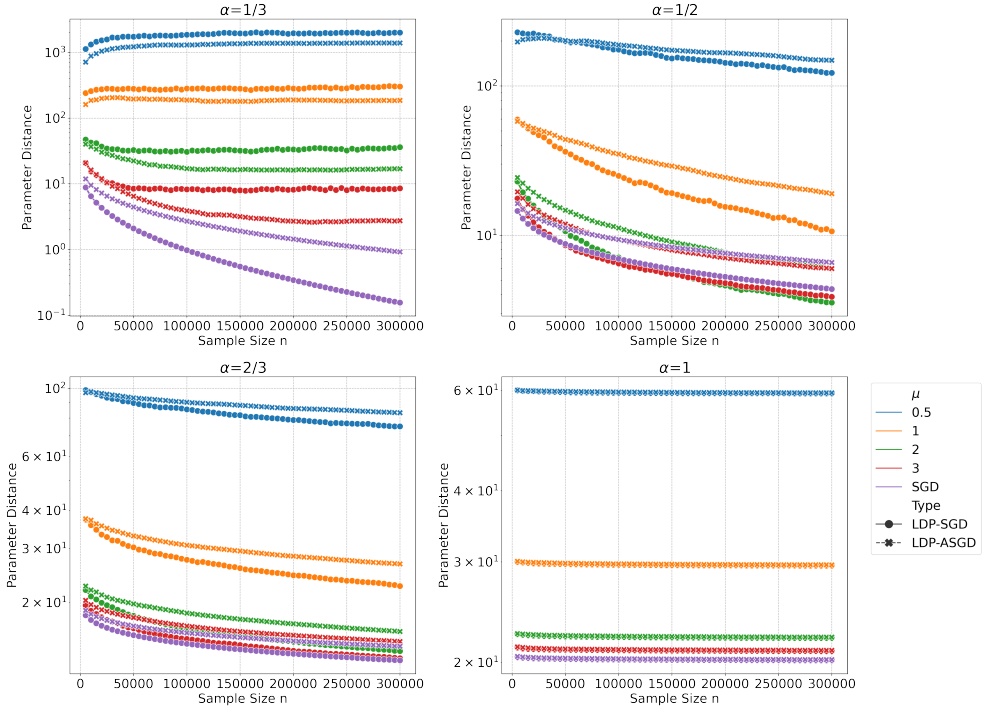 α=1/3
Parameter Distance
10³
10²
10¹
10⁰
10⁻¹
0 50000 100000 150000 200000 250000 300000
Sample Size n
α=1/2
Parameter Distance
10²
10¹
0 50000 100000 150000 200000 250000 300000
Sample Size n
α=2/3
Parameter Distance
10²
6 × 10¹
4 × 10¹
3 × 10¹
2 × 10¹
0 50000 100000 150000 200000 250000 300000
Sample Size n
α=1
Parameter Distance
6 × 10¹
4 × 10¹
3 × 10¹
2 × 10¹
0 50000 100000 150000 200000 250000 300000
Sample Size n
μ
0.5
1
2
3
SGD
Type
LDP-SGD
LDP-ASGD